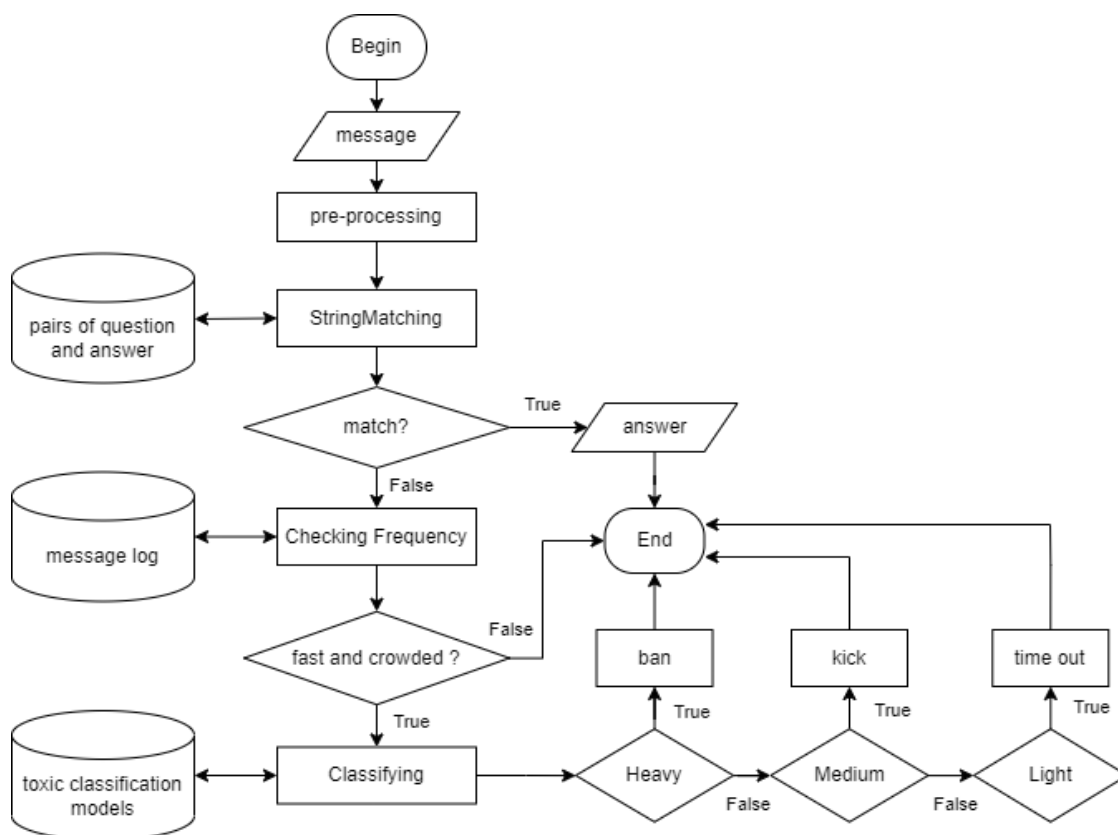 Begin
message
pre-processing
StringMatching
pairs of question
and answer
match?
True
answer
False
Checking Frequency
message log
End
fast and crowded ?
False
ban
kick
time out
True
True
True
True
Classifying
toxic classification
models
Heavy
False
Medium
False
Light